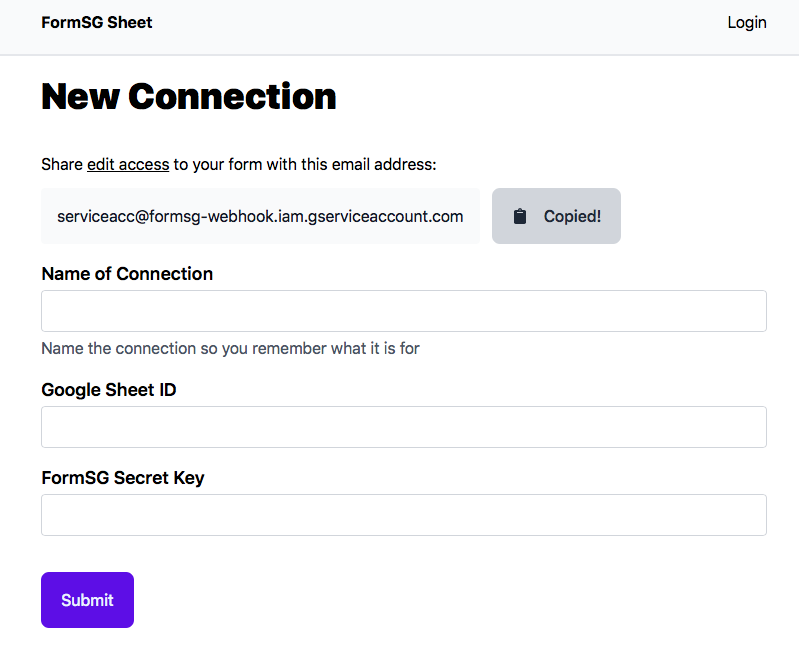 FormSG Sheet
Login
New Connection
Share edit access to your form with this email address:
serviceacc@formsg-webhook.iam.gserviceaccount.com
Copied!
Name of Connection
Name the connection so you remember what it is for
Google Sheet ID
FormSG Secret Key
Submit